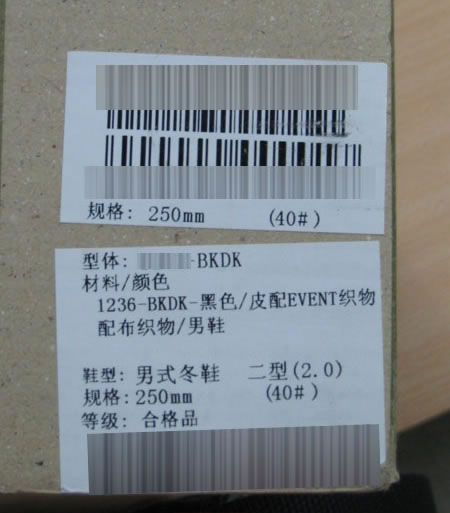 规格: 250mm (40#)
型体: -BKDK
材料/颜色
1236-BKDK-黑色/皮配EVENT织物
配布织物/男鞋
鞋型: 男式冬鞋 二型(2.0)
规格:250mm (40#)
等级: 合格品